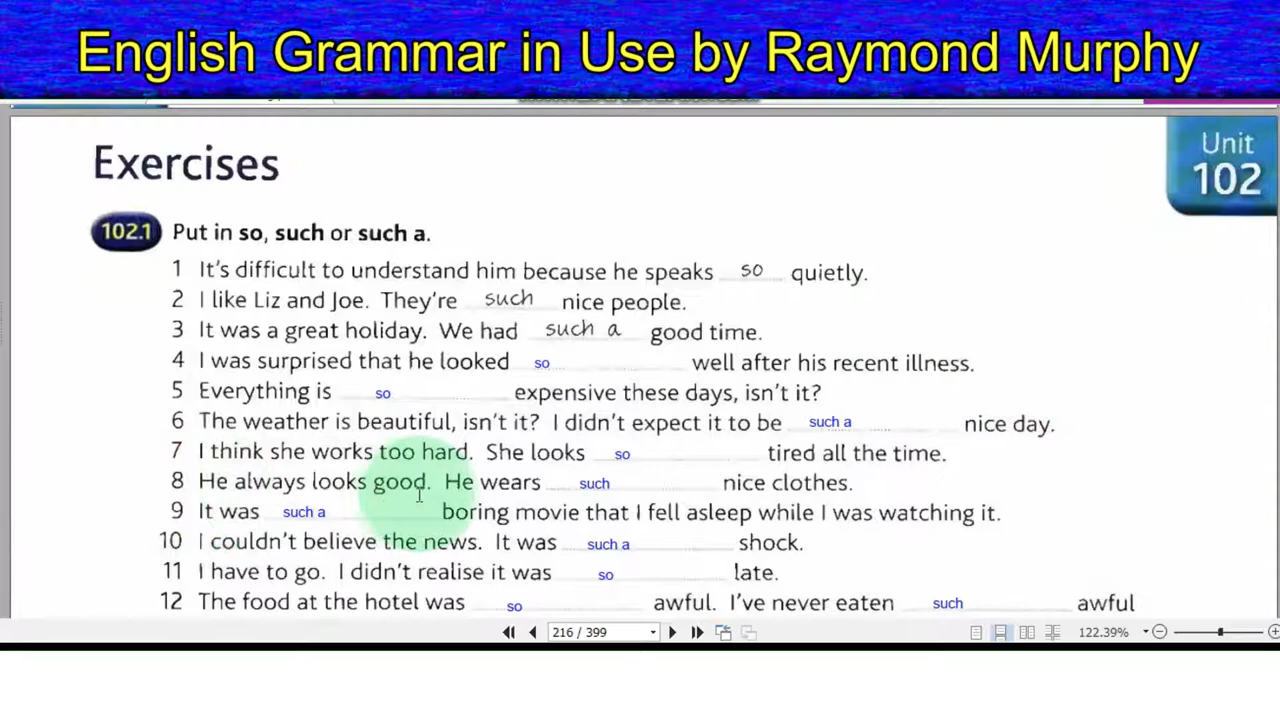 English Grammar in Use by Raymond Murphy
Unit
102
Exercises
102.1 Put in so, such or such a.
1 It's difficult to understand him because he speaks so quietly.
2 I like Liz and Joe. They're such nice people.
3 It was a great holiday. We had such a good time.
4 I was surprised that he looked so well after his recent illness.
5 Everything is so expensive these days, isn't it?
6 The weather is beautiful, isn't it? I didn't expect it to be such a nice day.
7 I think she works too hard. She looks so tired all the time.
8 He always looks good. He wears such nice clothes.
9 It was such a boring movie that I fell asleep while I was watching it.
10 I couldn't believe the news. It was such a shock.
11 I have to go. I didn't realise it was so late.
12 The food at the hotel was so awful. I've never eaten such awful
216 / 399 122.39%